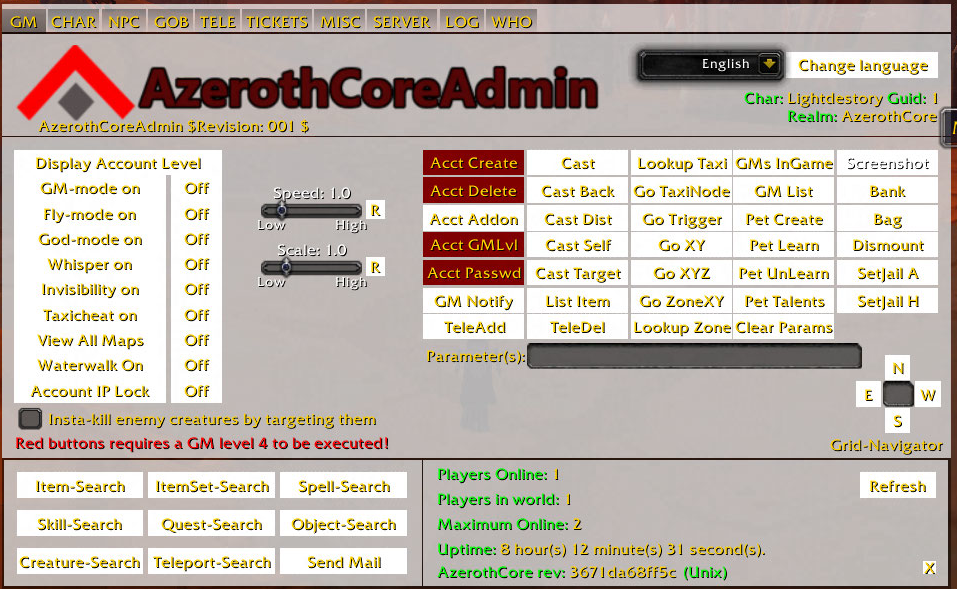 GM CHAR NPC GOB TELE TICKETS MISC SERVER LOG WHO
AzerothCoreAdmin
English
Change language
Char: Lightdestory Guid: 1
Realm: AzerothCore
AzerothCoreAdmin $Revision: 001 $
Display Account Level
GM-mode on Off
Fly-mode on Off
God-mode on Off
Whisper on Off
Invisibility on Off
Taxicheat on Off
View All Maps Off
Waterwalk On Off
Account IP Lock Off
Speed: 1.0
R
Low High
Scale: 1.0
R
Low High
Acct Create Cast Lookup Taxi GMs InGame Screenshot
Acct Delete Cast Back Go TaxiNode GM List Bank
Acct Addon Cast Dist Go Trigger Pet Create Bag
Acct GMLvl Cast Self Go XY Pet Learn Dismount
Acct Passwd Cast Target Go XYZ Pet UnLearn SetJail A
GM Notify List Item Go ZoneXY Pet Talents SetJail H
TeleAdd TeleDel Lookup Zone Clear Params
Parameter(s):
N
E W
S
Grid-Navigator
Insta-kill enemy creatures by targeting them
Red buttons requires a GM level 4 to be executed!
Item-Search ItemSet-Search Spell-Search
Skill-Search Quest-Search Object-Search
Creature-Search Teleport-Search Send Mail
Players Online: 1
Players in world: 1
Maximum Online: 2
Uptime: 8 hour(s) 12 minute(s) 31 second(s).
AzerothCore rev: 3671da68ff5c (Unix)
Refresh
X